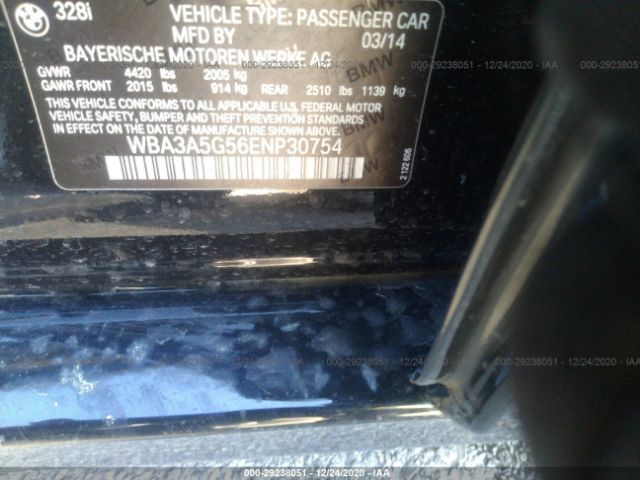 328i VEHICLE TYPE: PASSENGER CAR
MFD BY 03/14
BAYERISCHE MOTOREN WERKE AG
GVWR 4420 lbs 2005 kg
GAWR FRONT 2015 lbs 914 kg REAR 2510 lbs 1139 kg
THIS VEHICLE CONFORMS TO ALL APPLICABLE U.S. FEDERAL MOTOR
VEHICLE SAFETY, BUMPER, AND THEFT PREVENTION STANDARDS
IN EFFECT ON THE DATE OF MANUFACTURE SHOWN ABOVE.
WBA3A5G56ENP30754
2 122 606
000-29238051 - 12/24/2020 - IAA